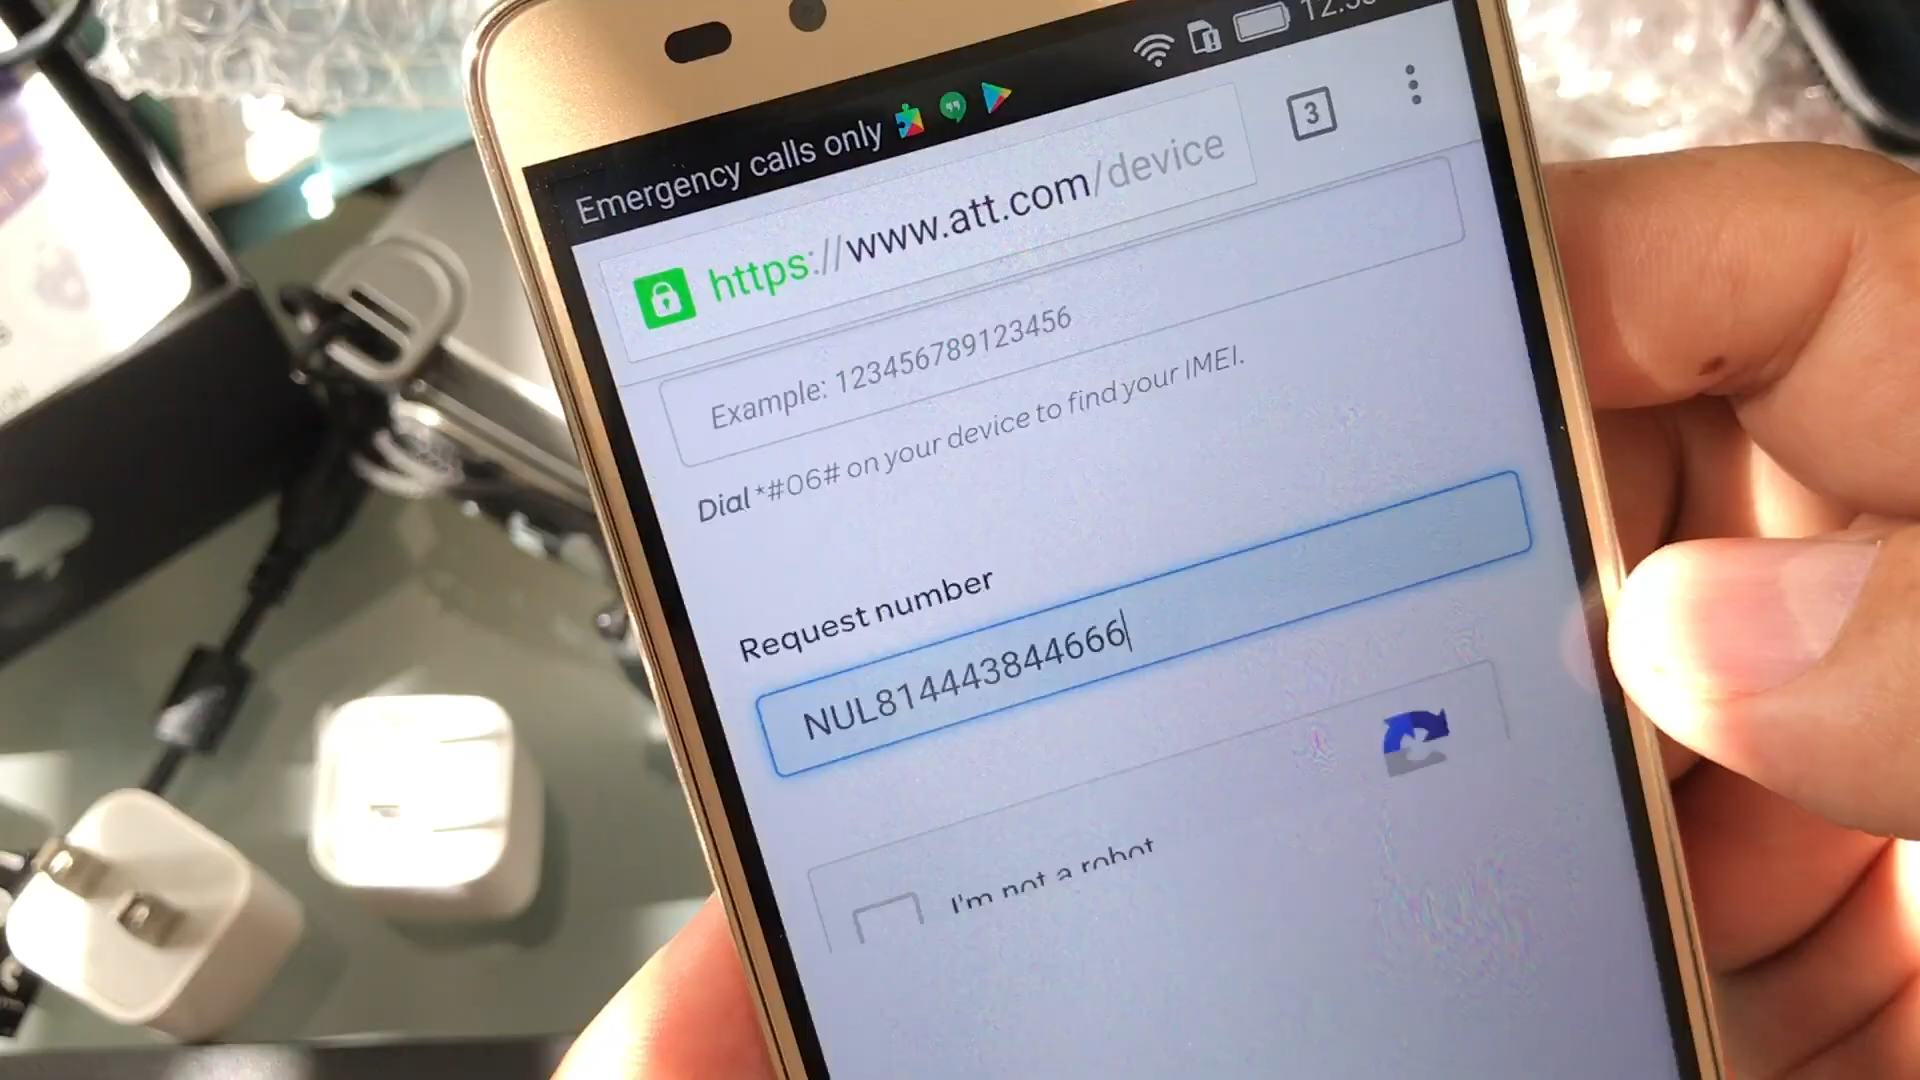 Emergency calls only
https://www.att.com/device
3
Example: 123456789123456
Dial *#06# on your device to find your IMEI.
Request number
NUL814443844666
I'm not a robot